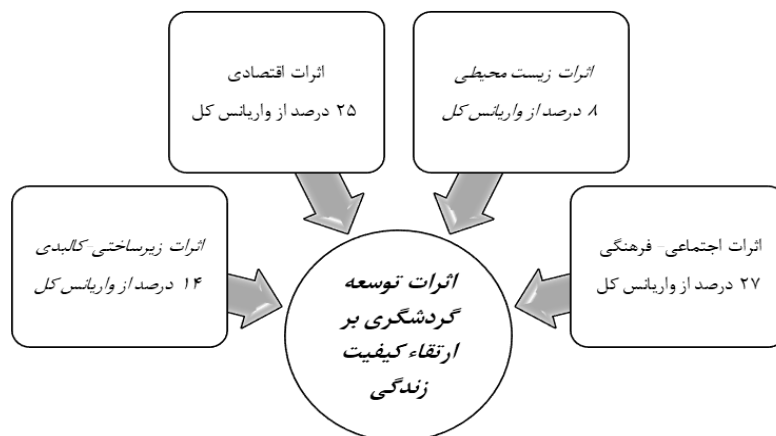 اثرات اجتماعی- فرهنگی
۲۷ درصد از واریانس کل
اثرات زیست محیطی
۸ درصد از واریانس کل
اثرات اقتصادی
۲۵ درصد از واریانس کل
اثرات زیرساختی-کالبدی
۱۴ درصد از واریانس کل
اثرات توسعه
گردشگری بر
ارتقاء کیفیت
زندگی